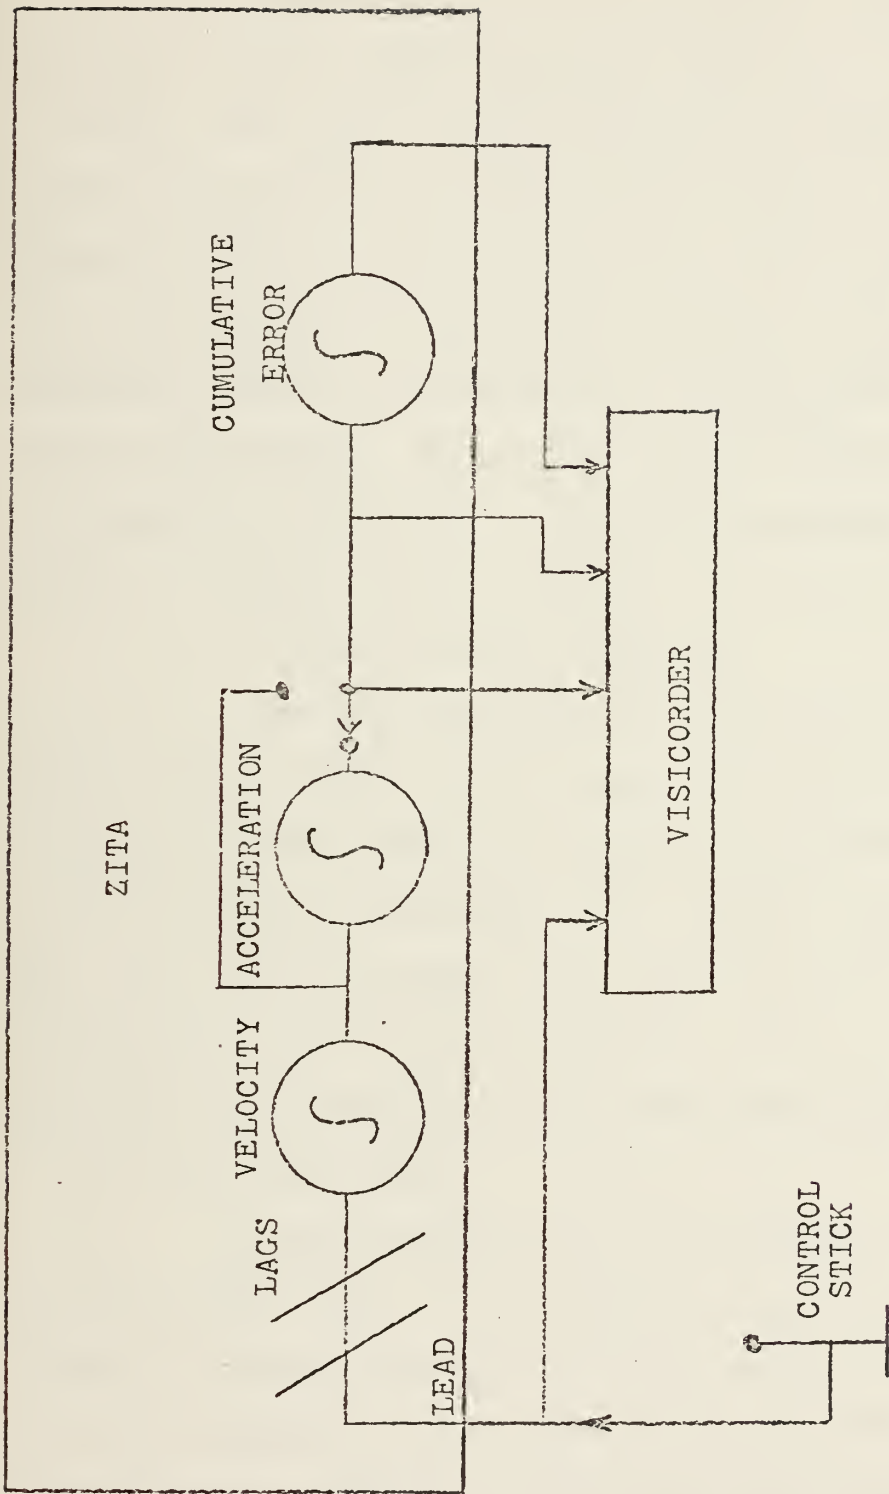 ZITA
CUMULATIVE
ERROR
ACCELERATION
VELOCITY
LAGS
LEAD
VISICORDER
CONTROL
STICK